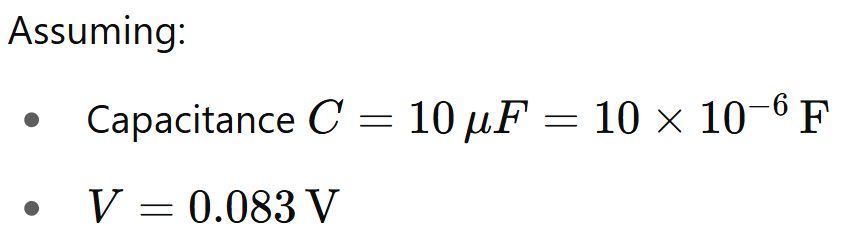 Assuming:
• Capacitance C = 10 μF = 10 × 10⁻⁶ F
• V = 0.083 V